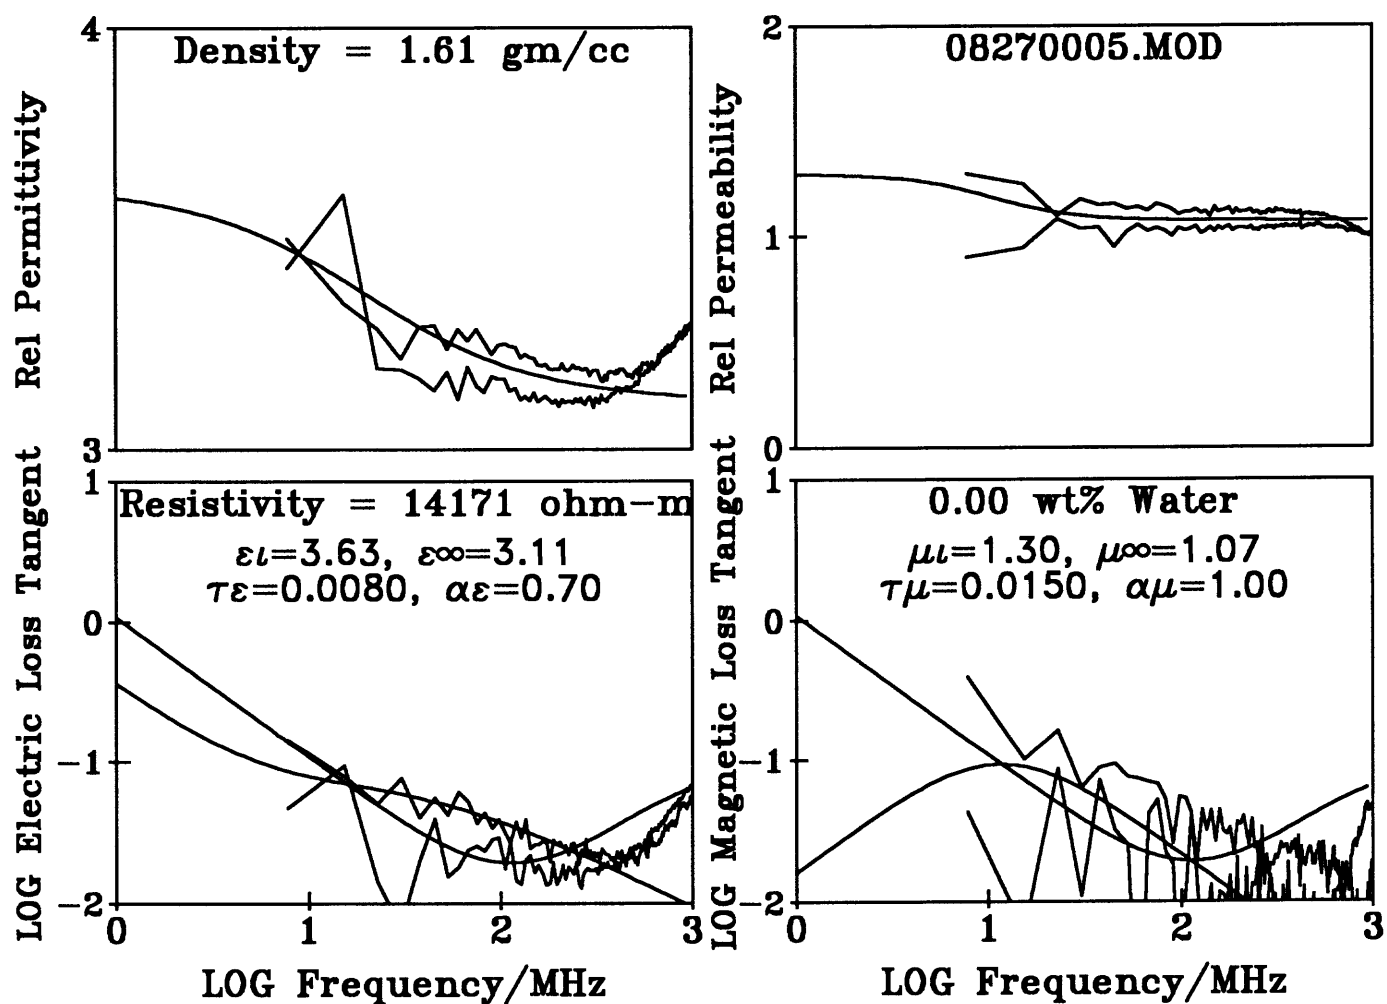 4
Density = 1.61 gm/cc
Rel Permittivity
3
2
08270005.MOD
Rel Permeability
1
0
1
Resistivity = 14171 ohm-m
ει=3.63, ε∞=3.11
τε=0.0080, αε=0.70
LOG Electric Loss Tangent
0
-1
-2
0 1 2 3
LOG Frequency/MHz
1
0.00 wt% Water
μι=1.30, μ∞=1.07
τμ=0.0150, αμ=1.00
LOG Magnetic Loss Tangent
0
-1
-2
0 1 2 3
LOG Frequency/MHz